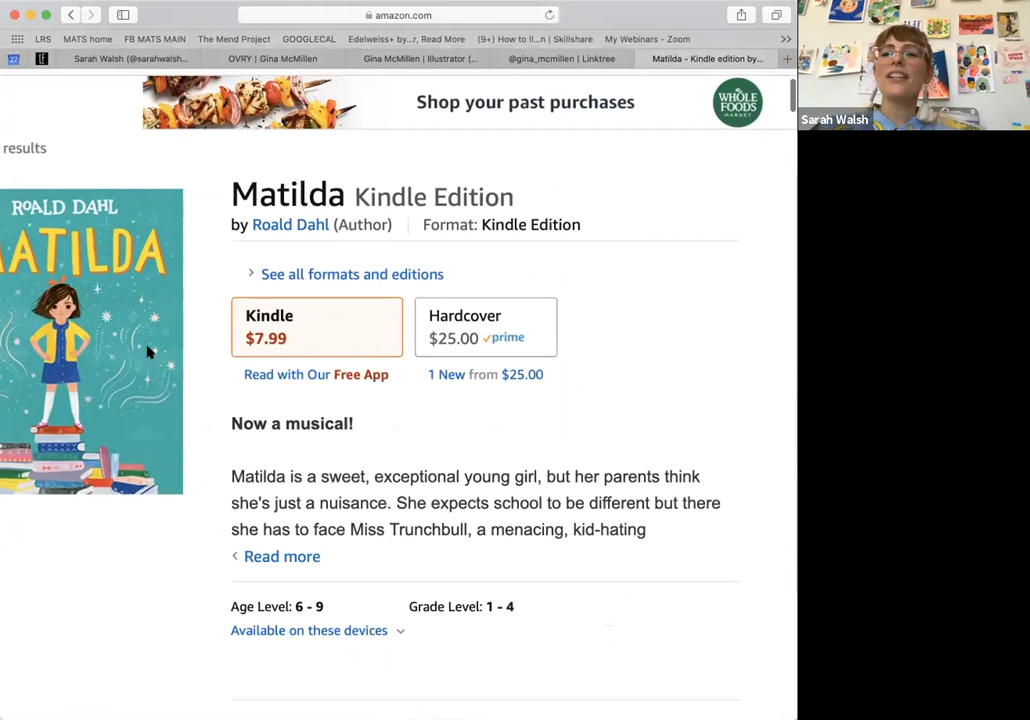 amazon.com
LRS MATS home FB MATS MAIN The Mend Project GOOGLECAL Edelweiss+ by...r, Read More (9+) How to Il...n | Skillshare My Webinars - Zoom
27 Sarah Walsh (@sarahwalsh... OVRY | Gina McMillen Gina McMillen | Illustrator (... @gina_mcmillen | Linktree Matilda - Kindle edition by...
Shop your past purchases
WHOLE
FOODS
MARKET
Sarah Walsh
results
ROALD DAHL
MATILDA
Matilda Kindle Edition
by Roald Dahl (Author) Format: Kindle Edition
See all formats and editions
Kindle
$7.99
Hardcover
$25.00 prime
Read with Our Free App
1 New from $25.00
Now a musical!
Matilda is a sweet, exceptional young girl, but her parents think
she's just a nuisance. She expects school to be different but there
she has to face Miss Trunchbull, a menacing, kid-hating
Read more
Age Level: 6 - 9 Grade Level: 1 - 4
Available on these devices